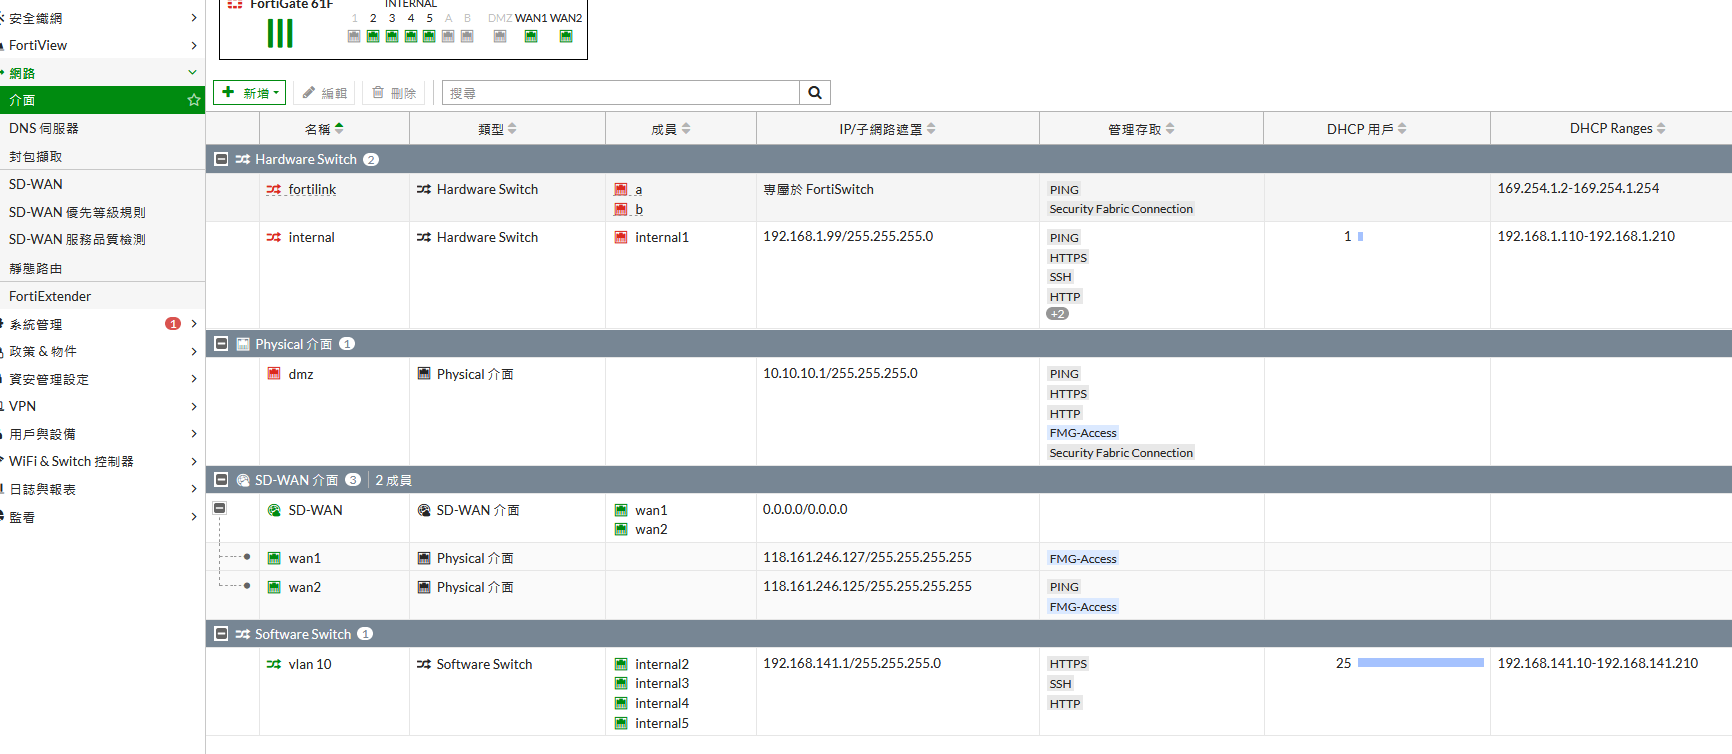 安全織網
FortiView
網路
介面
DNS 伺服器
封包擷取
SD-WAN
SD-WAN 優先等級規則
SD-WAN 服務品質檢測
靜態路由
FortiExtender
系統管理 1
政策 & 物件
資安管理設定
VPN
用戶與設備
WiFi & Switch 控制器
日誌與報表
監看
FortiGate 61F
INTERNAL
1 2 3 4 5 A B DMZ WAN1 WAN2
新增 編輯 刪除 搜尋
名稱 類型 成員 IP/子網路遮罩 管理存取 DHCP 用戶 DHCP Ranges
Hardware Switch 2
fortilink Hardware Switch a 專屬於 FortiSwitch PING 169.254.1.2-169.254.1.254
b Security Fabric Connection
internal Hardware Switch internal1 192.168.1.99/255.255.255.0 PING 1 192.168.1.110-192.168.1.210
HTTPS
SSH
HTTP
+2
Physical 介面 1
dmz Physical 介面 10.10.10.1/255.255.255.0 PING
HTTPS
HTTP
FMG-Access
Security Fabric Connection
SD-WAN 介面 3 2 成員
SD-WAN SD-WAN 介面 wan1 0.0.0.0/0.0.0.0
wan2
wan1 Physical 介面 118.161.246.127/255.255.255.255 FMG-Access
wan2 Physical 介面 118.161.246.125/255.255.255.255 PING
FMG-Access
Software Switch 1
vlan 10 Software Switch internal2 192.168.141.1/255.255.255.0 HTTPS 25 192.168.141.10-192.168.141.210
internal3 SSH
internal4 HTTP
internal5